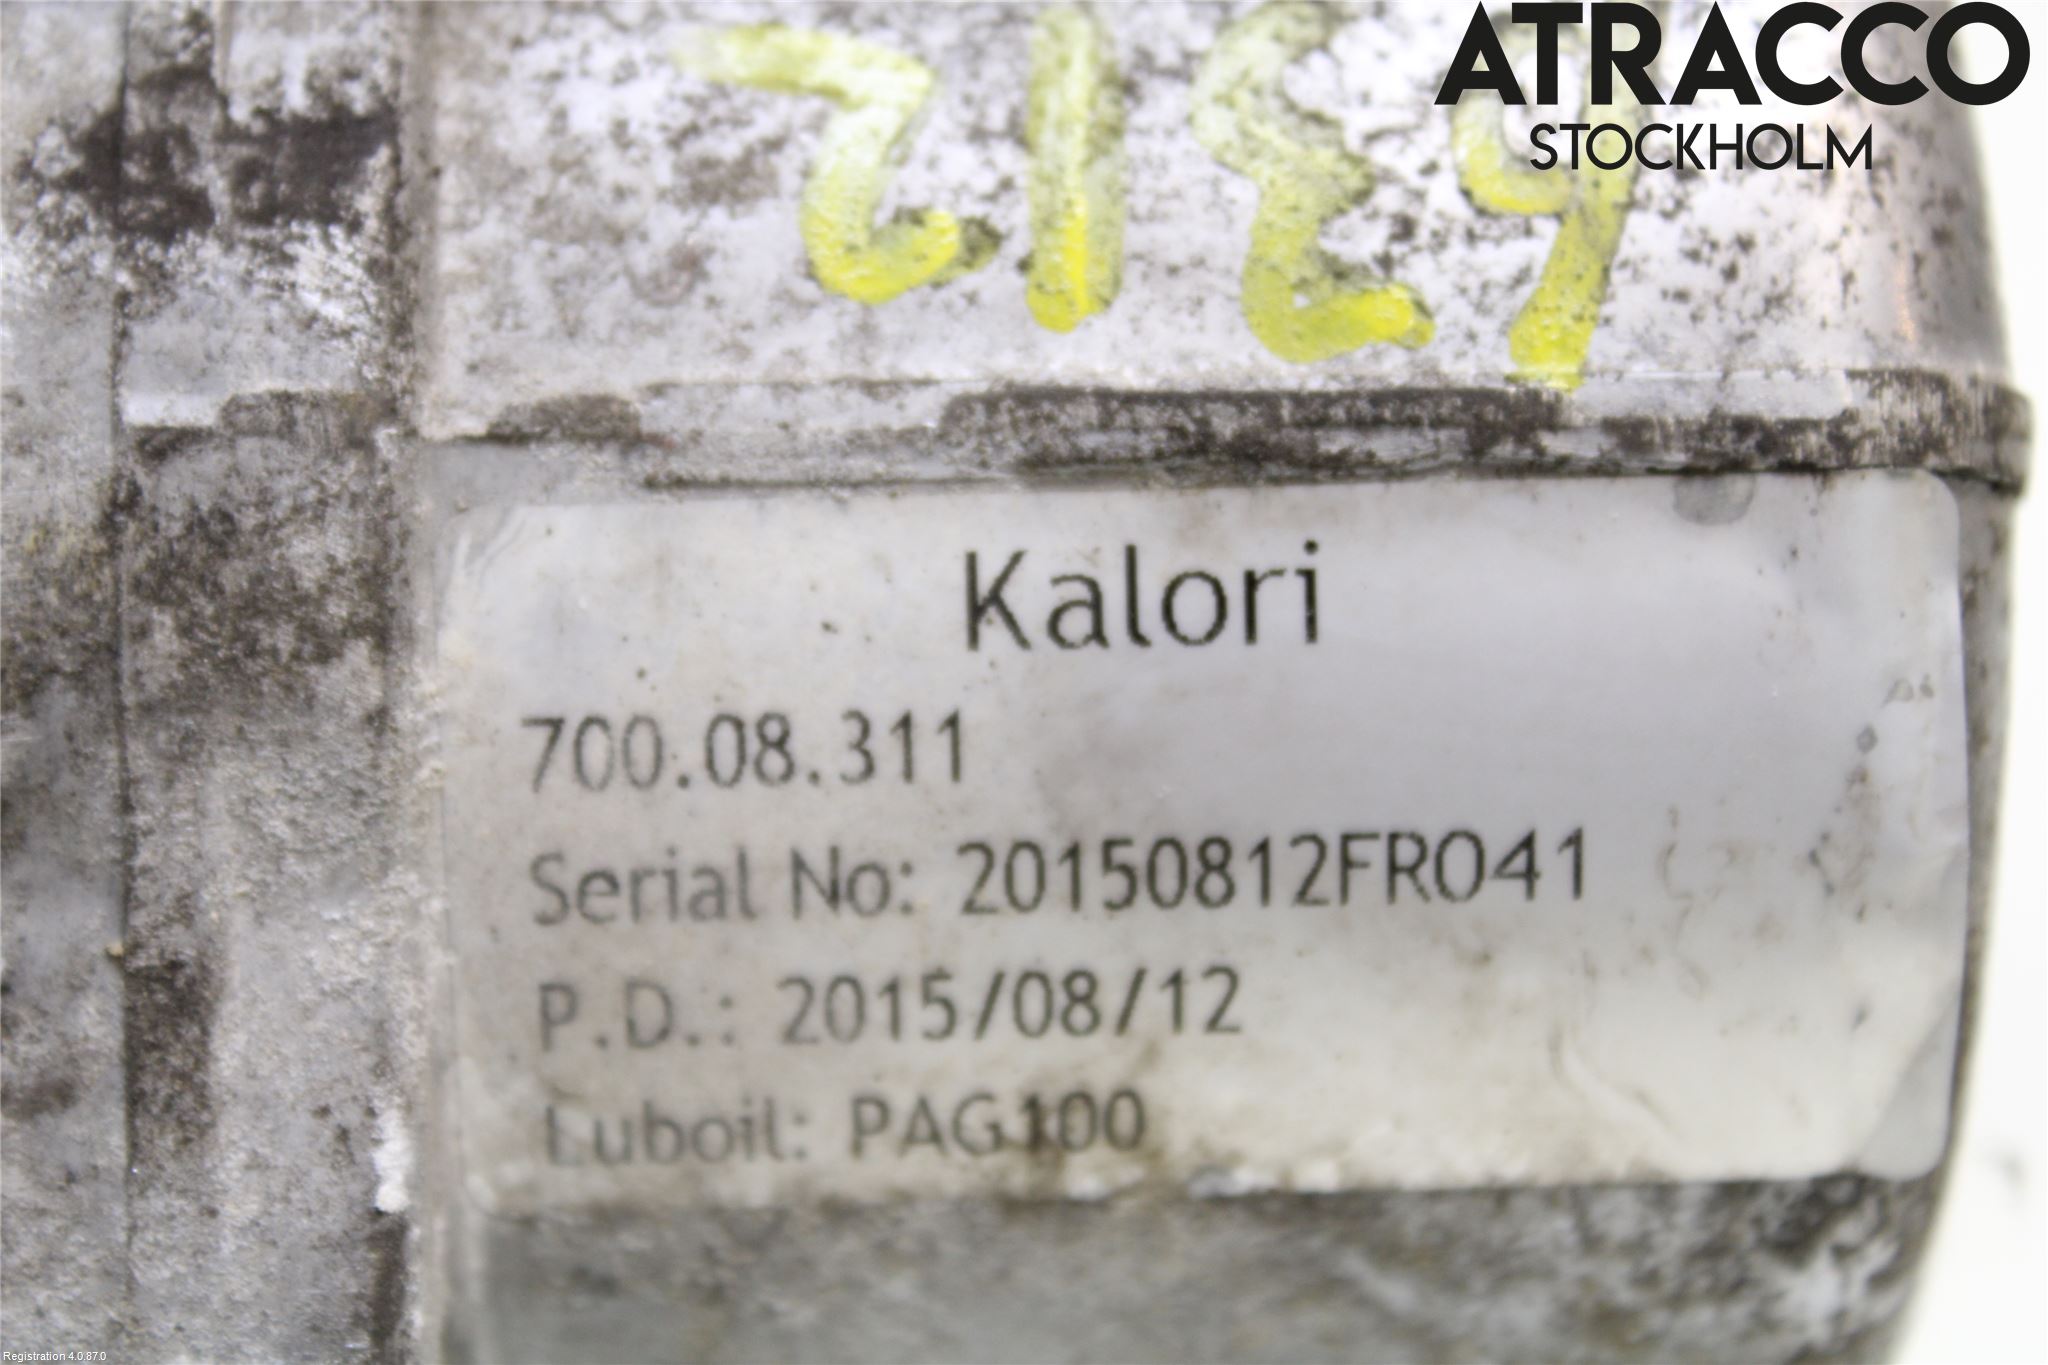 ATRACCO
STOCKHOLM
Kalori
700.08.311
Serial No: 20150812FR041
P.D.: 2015/08/12
Luboil: PAG100
Registration 4.0.87.0